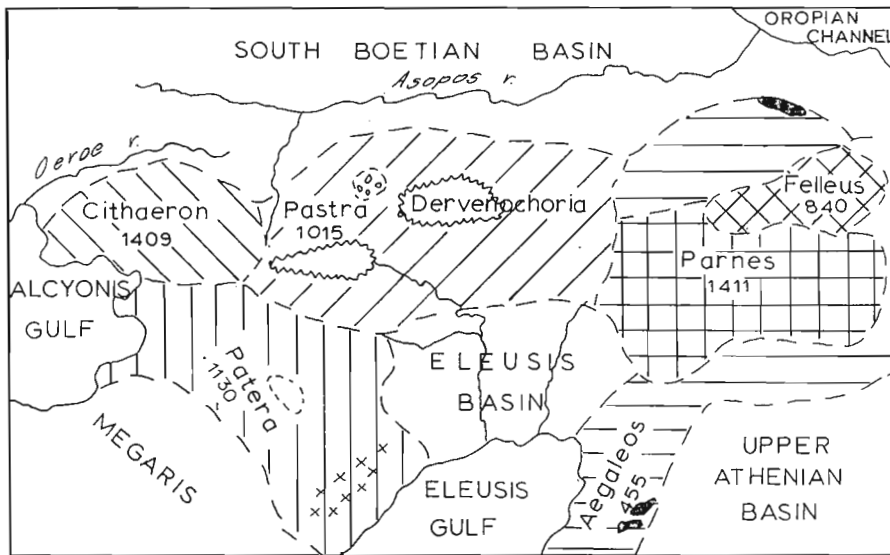 OROPIAN
CHANNEL
SOUTH BOETIAN BASIN
Asopos r.
Oeroe r.
Cithaeron
1409
Pastra
1015
Dervenochoria
Felleus
840
Parnes
1411
ALCYONIS
GULF
Patera
.1130
ELEUSIS
BASIN
MEGARIS
ELEUSIS
GULF
Aegaleos
455
UPPER
ATHENIAN
BASIN